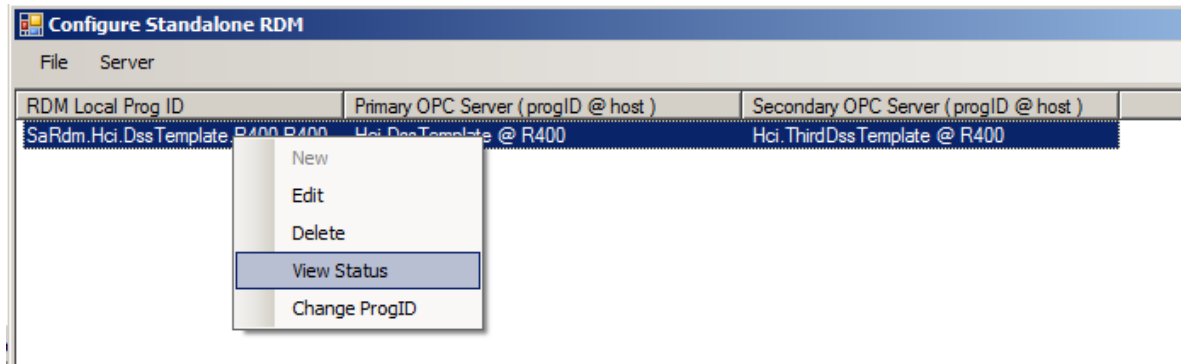 Configure Standalone RDM
File Server
RDM Local Prog ID Primary OPC Server ( progID @ host ) Secondary OPC Server ( progID @ host )
SaRdm.Hci.DssTemplate.R400.R400 Hci.DssTemplate @ R400 Hci.ThirdDssTemplate @ R400
New
Edit
Delete
View Status
Change ProgID